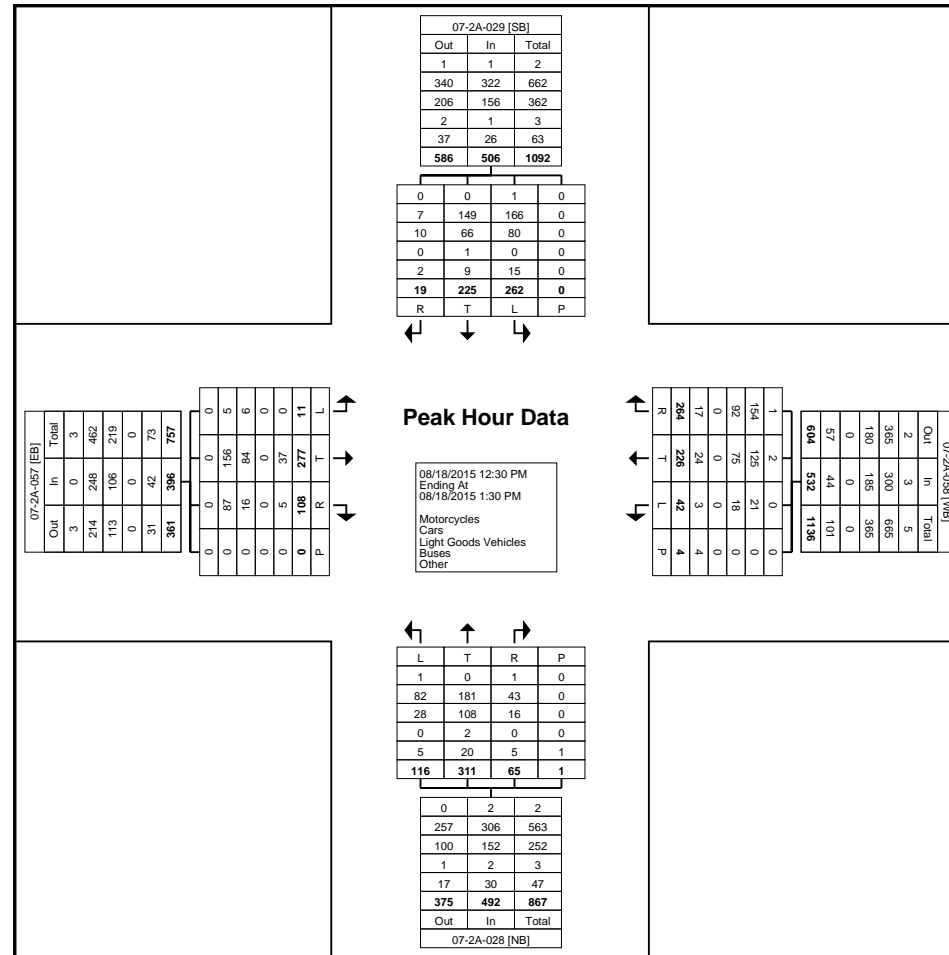 07-2A-029 [SB]
Out In Total
1 1 2
340 322 662
206 156 362
2 1 3
37 26 63
586 506 1092
0 0 1 0
7 149 166 0
10 66 80 0
0 1 0 0
2 9 15 0
19 225 262 0
R T L P
L T R P
11 277 108 0
0 37 5 0
0 0 0 0
6 84 16 0
5 156 87 0
0 0 0 0
757 396 361
73 42 31
0 0 0
219 106 113
462 248 214
3 0 3
Total In Out
07-2A-057 [EB]
Peak Hour Data
08/18/2015 12:30 PM
Ending At
08/18/2015 1:30 PM
Motorcycles
Cars
Light Goods Vehicles
Buses
Other
07-2A-058 [WB]
Out In Total
2 3 5
365 300 665
180 185 365
0 0 0
57 44 101
604 532 1136
1 2 0 0
154 125 21 0
92 75 18 0
0 0 0 0
17 24 3 4
264 226 42 4
R T L P
L T R P
1 0 1 0
82 181 43 0
28 108 16 0
0 2 0 0
5 20 5 1
116 311 65 1
0 2 2
257 306 563
100 152 252
1 2 3
17 30 47
375 492 867
Out In Total
07-2A-028 [NB]